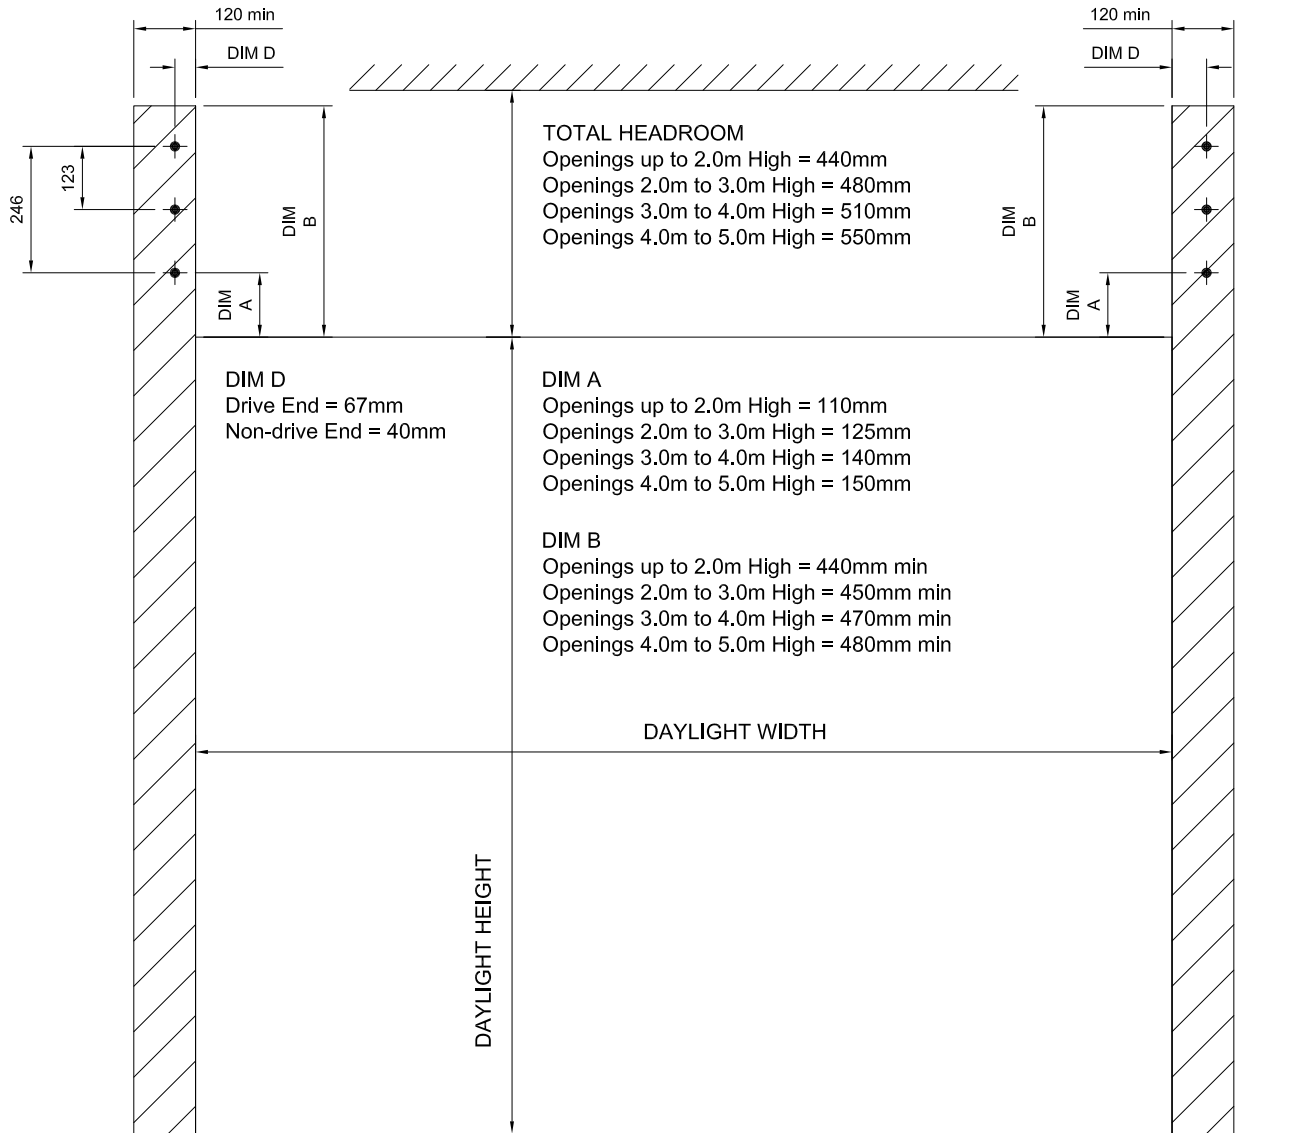 120 min
120 min
DIM D
DIM D
TOTAL HEADROOM
Openings up to 2.0m High = 440mm
Openings 2.0m to 3.0m High = 480mm
Openings 3.0m to 4.0m High = 510mm
Openings 4.0m to 5.0m High = 550mm
246
123
DIM
B
DIM
B
DIM
A
DIM
A
DIM D
Drive End = 67mm
Non-drive End = 40mm
DIM A
Openings up to 2.0m High = 110mm
Openings 2.0m to 3.0m High = 125mm
Openings 3.0m to 4.0m High = 140mm
Openings 4.0m to 5.0m High = 150mm
DIM B
Openings up to 2.0m High = 440mm min
Openings 2.0m to 3.0m High = 450mm min
Openings 3.0m to 4.0m High = 470mm min
Openings 4.0m to 5.0m High = 480mm min
DAYLIGHT WIDTH
DAYLIGHT HEIGHT